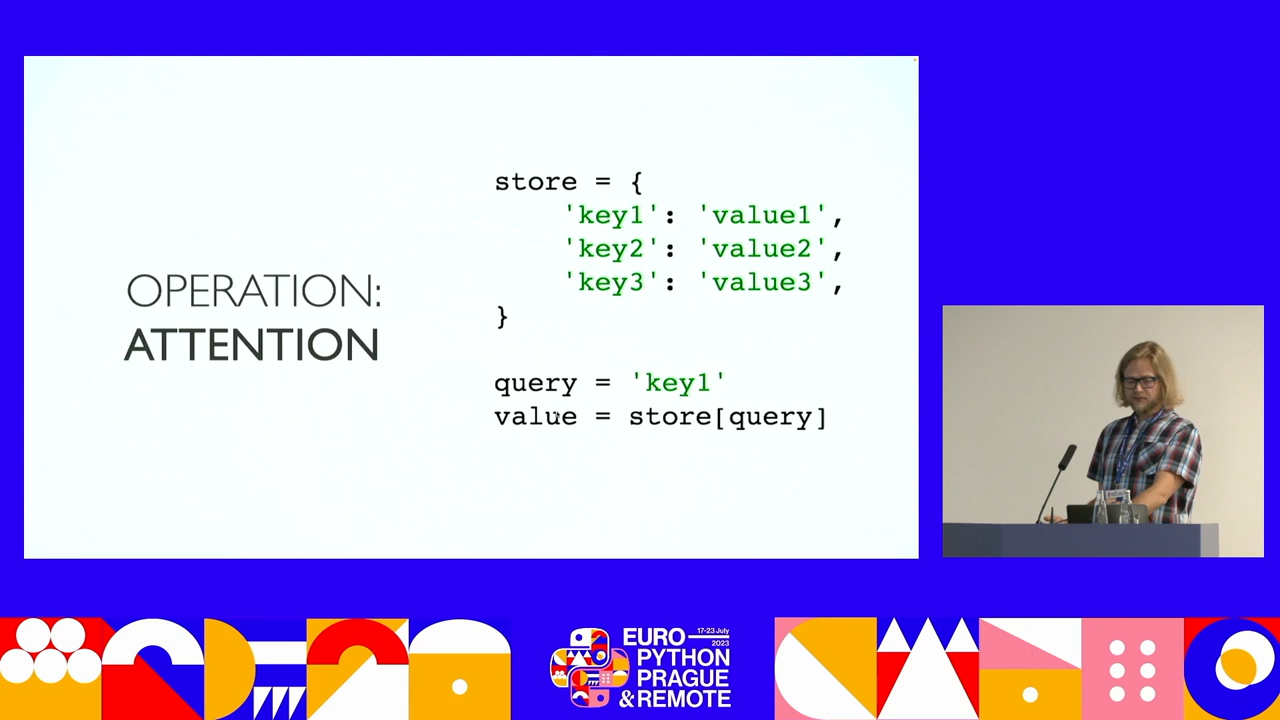 OPERATION:
ATTENTION
store = {
    'key1': 'value1',
    'key2': 'value2',
    'key3': 'value3',
}
query = 'key1'
value = store[query]
EURO
17-23 July
2023
PYTHON
PRAGUE
& REMOTE